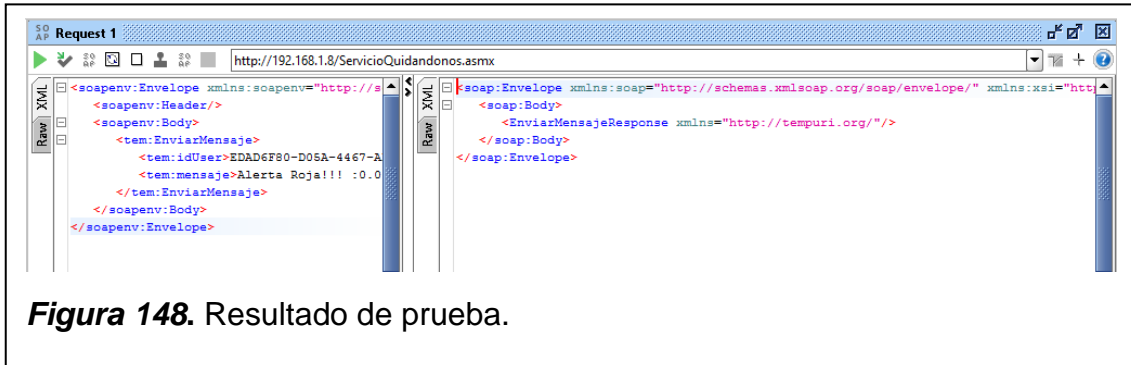 SOAP Request 1
http://192.168.1.8/ServicioQuidandonos.asmx
XML
Raw
<soapenv:Envelope xmlns:soapenv="http://s
<soapenv:Header/>
<soapenv:Body>
<tem:EnviarMensaje>
<tem:idUser>EDAD6F80-D05A-4467-A
<tem:mensaje>Alerta Roja!!! :0.0
</tem:EnviarMensaje>
</soapenv:Body>
</soapenv:Envelope>
XML
Raw
<soap:Envelope xmlns:soap="http://schemas.xmlsoap.org/soap/envelope/" xmlns:xsi="http
<soap:Body>
<EnviarMensajeResponse xmlns="http://tempuri.org/"/>
</soap:Body>
</soap:Envelope>
Figura 148. Resultado de prueba.